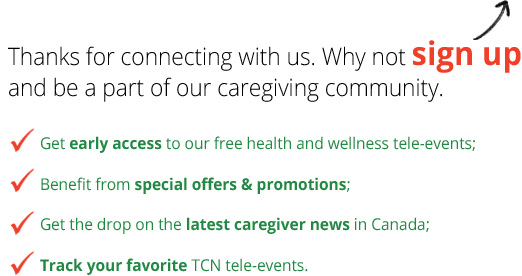 Thanks for connecting with us. Why not sign up
and be a part of our caregiving community.
Get early access to our free health and wellness tele-events;
Benefit from special offers & promotions;
Get the drop on the latest caregiver news in Canada;
Track your favorite TCN tele-events.